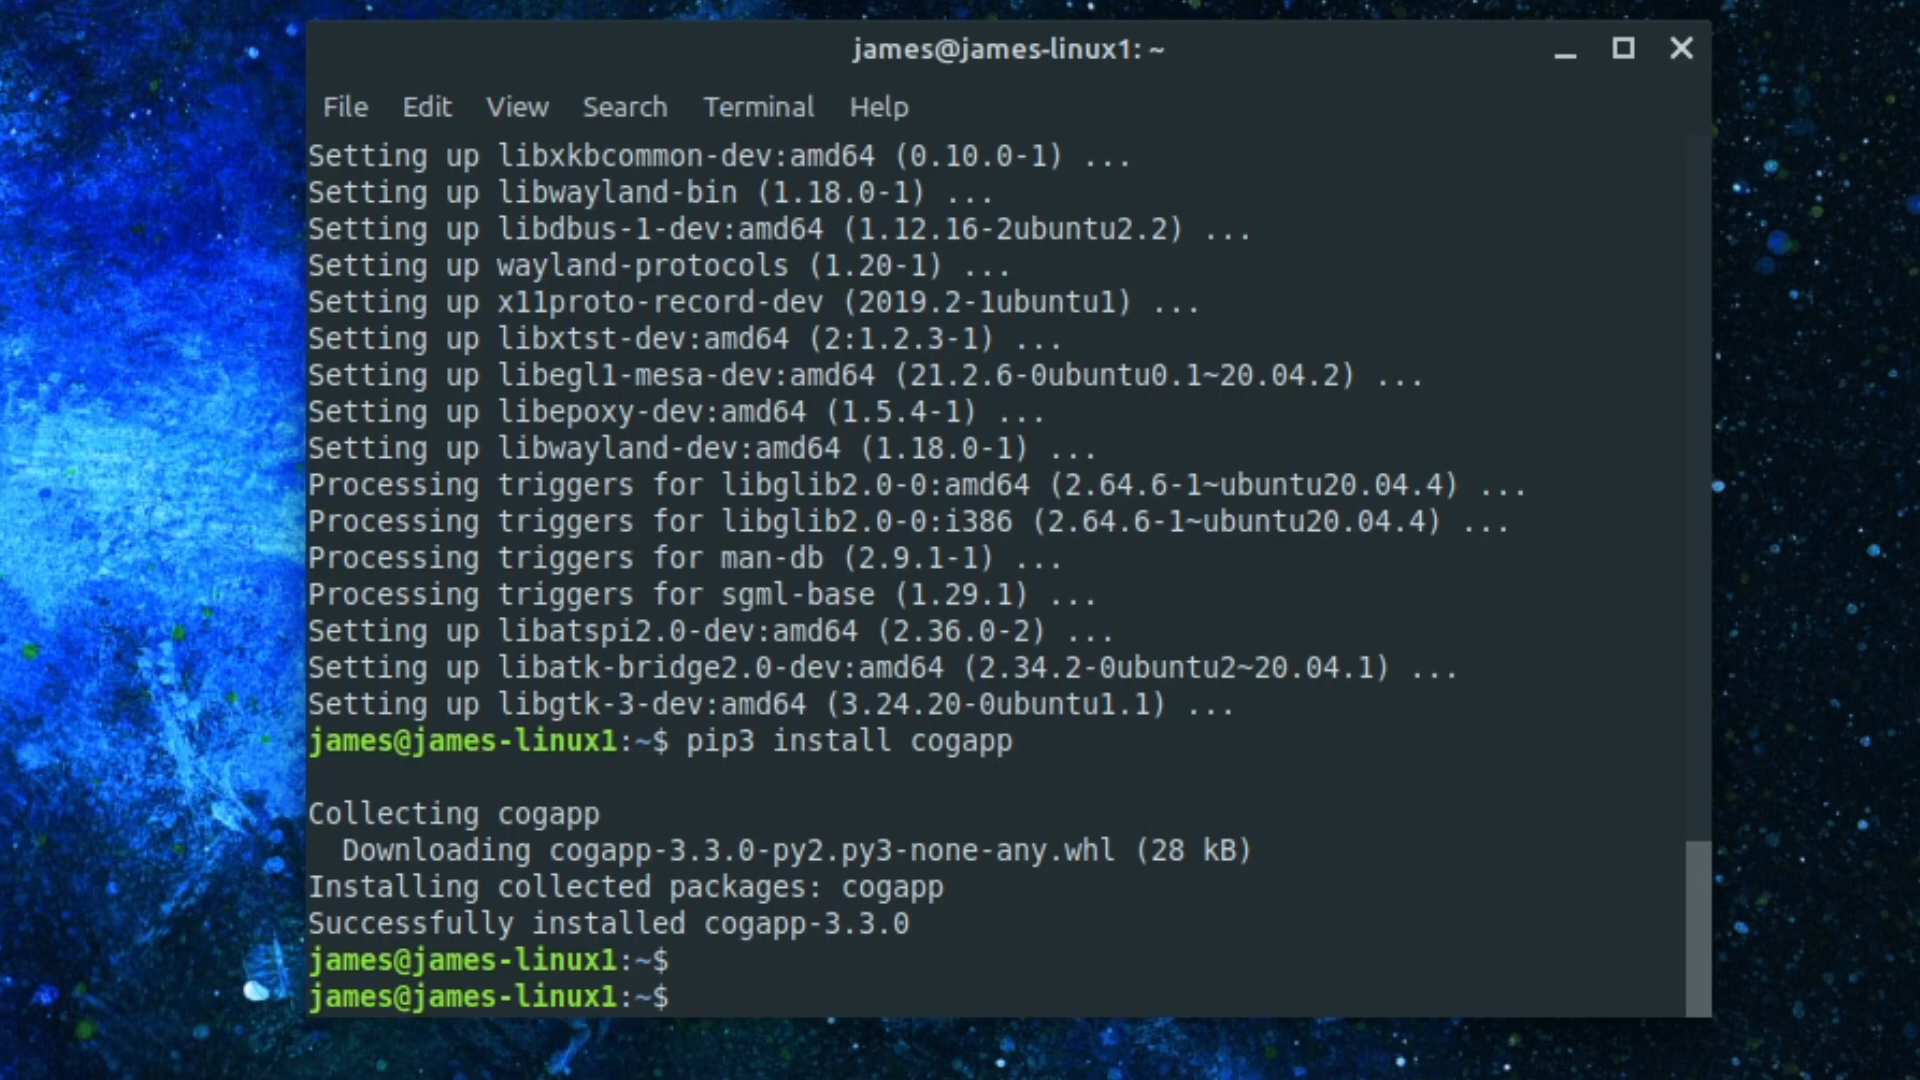 james@james-linux1: ~
File Edit View Search Terminal Help
Setting up libxkbcommon-dev:amd64 (0.10.0-1) ...
Setting up libwayland-bin (1.18.0-1) ...
Setting up libdbus-1-dev:amd64 (1.12.16-2ubuntu2.2) ...
Setting up wayland-protocols (1.20-1) ...
Setting up x11proto-record-dev (2019.2-1ubuntu1) ...
Setting up libxtst-dev:amd64 (2:1.2.3-1) ...
Setting up libegl1-mesa-dev:amd64 (21.2.6-0ubuntu0.1~20.04.2) ...
Setting up libepoxy-dev:amd64 (1.5.4-1) ...
Setting up libwayland-dev:amd64 (1.18.0-1) ...
Processing triggers for libglib2.0-0:amd64 (2.64.6-1~ubuntu20.04.4) ...
Processing triggers for libglib2.0-0:i386 (2.64.6-1~ubuntu20.04.4) ...
Processing triggers for man-db (2.9.1-1) ...
Processing triggers for sgml-base (1.29.1) ...
Setting up libatspi2.0-dev:amd64 (2.36.0-2) ...
Setting up libatk-bridge2.0-dev:amd64 (2.34.2-0ubuntu2~20.04.1) ...
Setting up libgtk-3-dev:amd64 (3.24.20-0ubuntu1.1) ...
james@james-linux1:~$ pip3 install cogapp
Collecting cogapp
  Downloading cogapp-3.3.0-py2.py3-none-any.whl (28 kB)
Installing collected packages: cogapp
Successfully installed cogapp-3.3.0
james@james-linux1:~$
james@james-linux1:~$